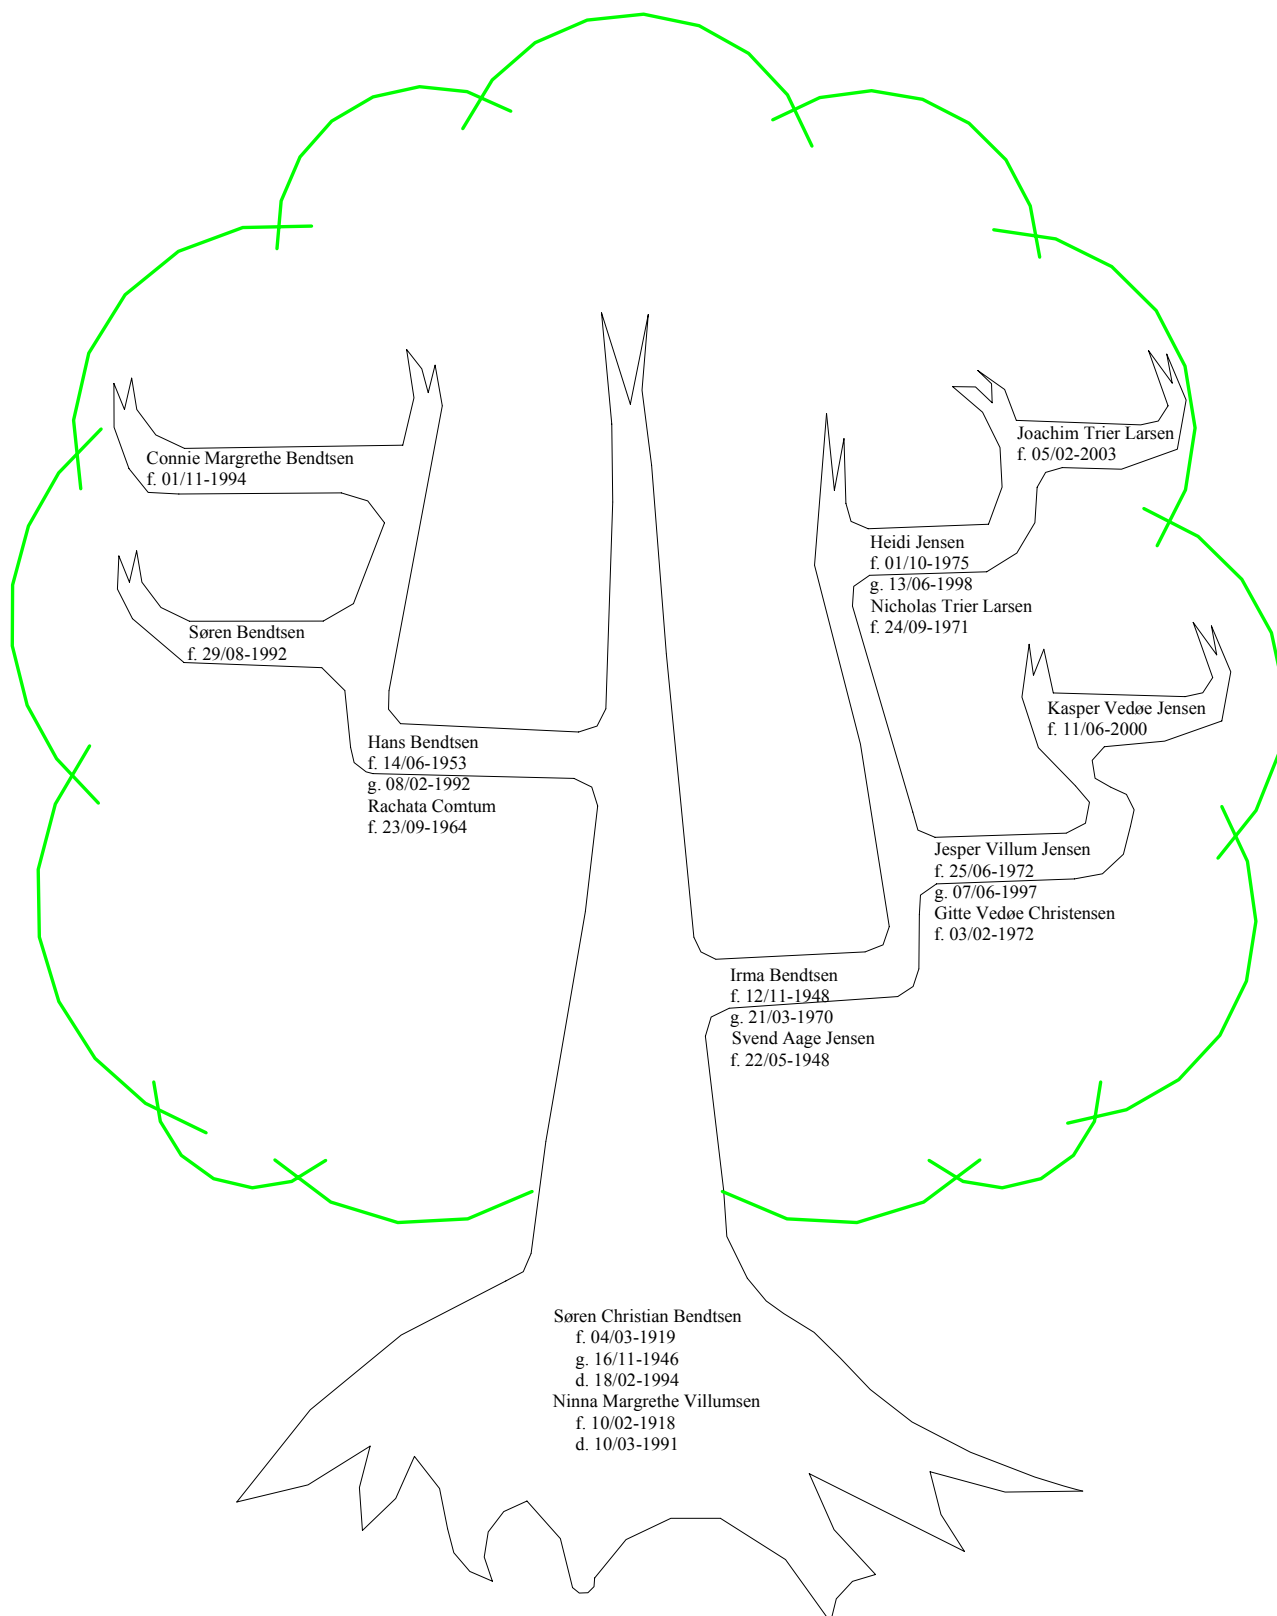 Joachim Trier Larsen
f. 05/02-2003
Connie Margrethe Bendtsen
f. 01/11-1994
Heidi Jensen
f. 01/10-1975
g. 13/06-1998
Nicholas Trier Larsen
f. 24/09-1971
Søren Bendtsen
f. 29/08-1992
Kasper Vedøe Jensen
f. 11/06-2000
Hans Bendtsen
f. 14/06-1953
g. 08/02-1992
Rachata Comtum
f. 23/09-1964
Jesper Villum Jensen
f. 25/06-1972
g. 07/06-1997
Gitte Vedøe Christensen
f. 03/02-1972
Irma Bendtsen
f. 12/11-1948
g. 21/03-1970
Svend Aage Jensen
f. 22/05-1948
Søren Christian Bendtsen
f. 04/03-1919
g. 16/11-1946
d. 18/02-1994
Ninna Margrethe Villumsen
f. 10/02-1918
d. 10/03-1991